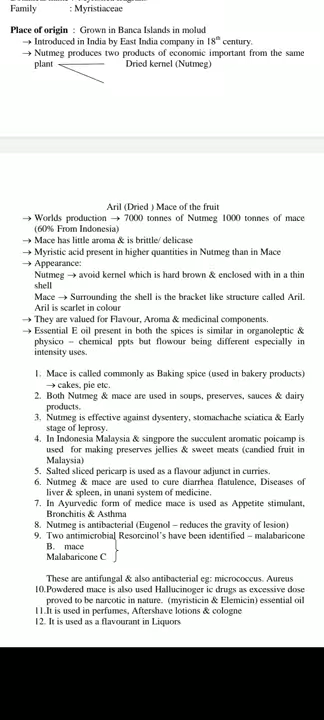 Family : Myristiaceae
Place of origin : Grown in Banca Islands in molud
→ Introduced in India by East India company in 18th century.
→ Nutmeg produces two products of economic important from the same
plant Dried kernel (Nutmeg)
Aril (Dried ) Mace of the fruit
→ Worlds production → 7000 tonnes of Nutmeg 1000 tonnes of mace
(60% From Indonesia)
→ Mace has little aroma & is brittle/ delicase
→ Myristic acid present in higher quantities in Nutmeg than in Mace
→ Appearance:
Nutmeg → avoid kernel which is hard brown & enclosed with in a thin
shell
Mace → Surrounding the shell is the bracket like structure called Aril.
Aril is scarlet in colour
→ They are valued for Flavour, Aroma & medicinal components.
→ Essential E oil present in both the spices is similar in organoleptic &
physico – chemical ppts but flowour being different especially in
intensity uses.
1. Mace is called commonly as Baking spice (used in bakery products)
→ cakes, pie etc.
2. Both Nutmeg & mace are used in soups, preserves, sauces & dairy
products.
3. Nutmeg is effective against dysentery, stomachache sciatica & Early
stage of leprosy.
4. In Indonesia Malaysia & singpore the succulent aromatic poicamp is
used for making preserves jellies & sweet meats (candied fruit in
Malaysia)
5. Salted sliced pericarp is used as a flavour adjunct in curries.
6. Nutmeg & mace are used to cure diarrhea flatulence, Diseases of
liver & spleen, in unani system of medicine.
7. In Ayurvedic form of medice mace is used as Appetite stimulant,
Bronchitis & Asthma
8. Nutmeg is antibacterial (Eugenol – reduces the gravity of lesion)
9. Two antimicrobial Resorcinol's have been identified – malabaricone
B. mace
Malabaricone C
These are antifungal & also antibacterial eg: micrococcus. Aureus
10.Powdered mace is also used Hallucinoger ic drugs as excessive dose
proved to be narcotic in nature. (myristicin & Elemicin) essential oil
11.It is used in perfumes, Aftershave lotions & cologne
12. It is used as a flavourant in Liquors